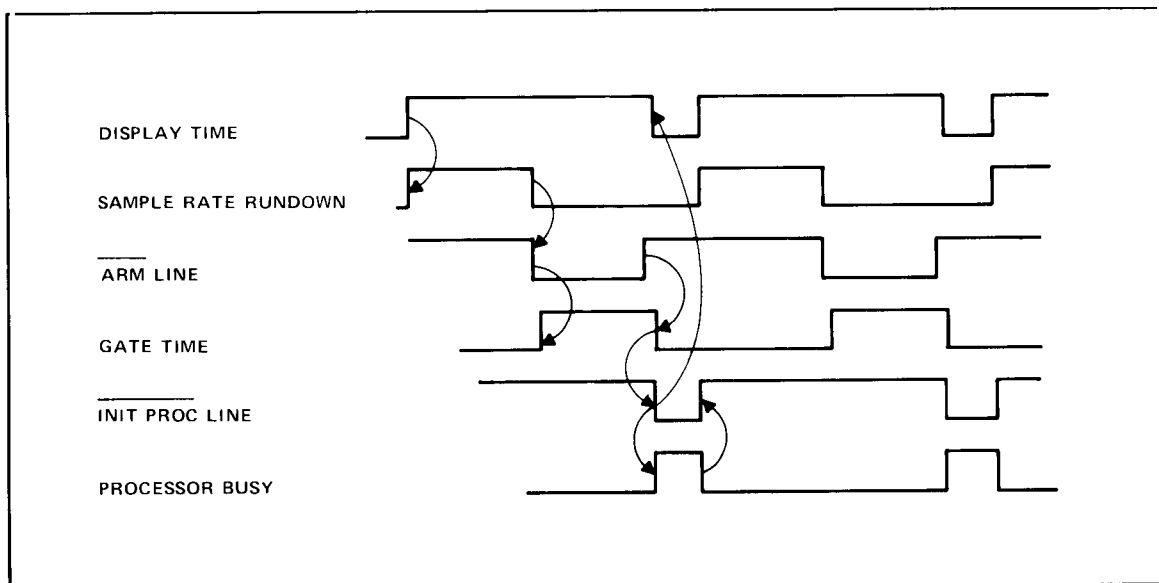 DISPLAY TIME
SAMPLE RATE RUNDOWN
ARM LINE
GATE TIME
INIT PROC LINE
PROCESSOR BUSY